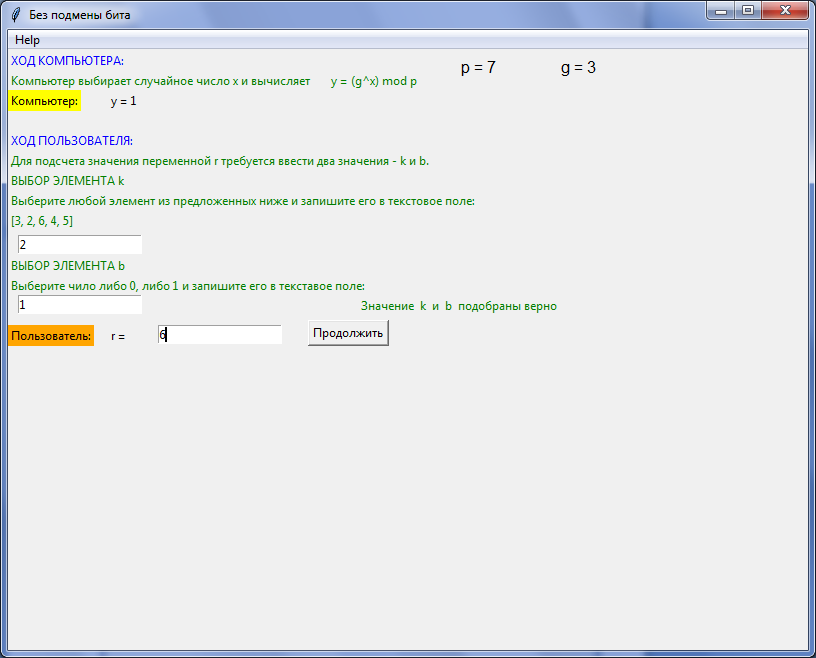 Без подмены бита
Help
ХОД КОМПЬЮТЕРА:
p = 7 g = 3
Компьютер выбирает случайное число x и вычисляет y = (g^x) mod p
Компьютер: y = 1
ХОД ПОЛЬЗОВАТЕЛЯ:
Для подсчета значения переменной r требуется ввести два значения - k и b.
ВЫБОР ЭЛЕМЕНТА k
Выберите любой элемент из предложенных ниже и запишите его в текстовое поле:
[3, 2, 6, 4, 5]
2
ВЫБОР ЭЛЕМЕНТА b
Выберите чило либо 0, либо 1 и запишите его в текставое поле:
1
Значение k и b подобраны верно
Пользователь: r = 6 Продолжить